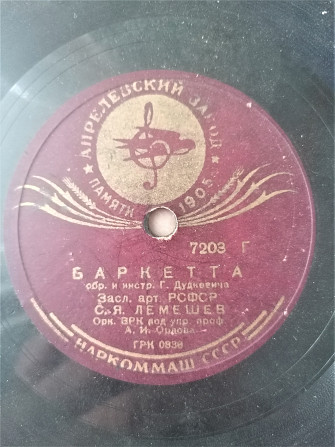 АПРЕЛЕВСКИЙ ЗАВОД
ПАМЯТИ 1905 г.
7203 Г
БАРКЕТТА
обр. и инстр. Г. Дудкевича
Засл. арт. РСФСР
С. Я. ЛЕМЕШЕВ
Орк. ВРК под упр. проф.
А. И. Орлова
ГРК 0838
НАРКОММАШ СССР